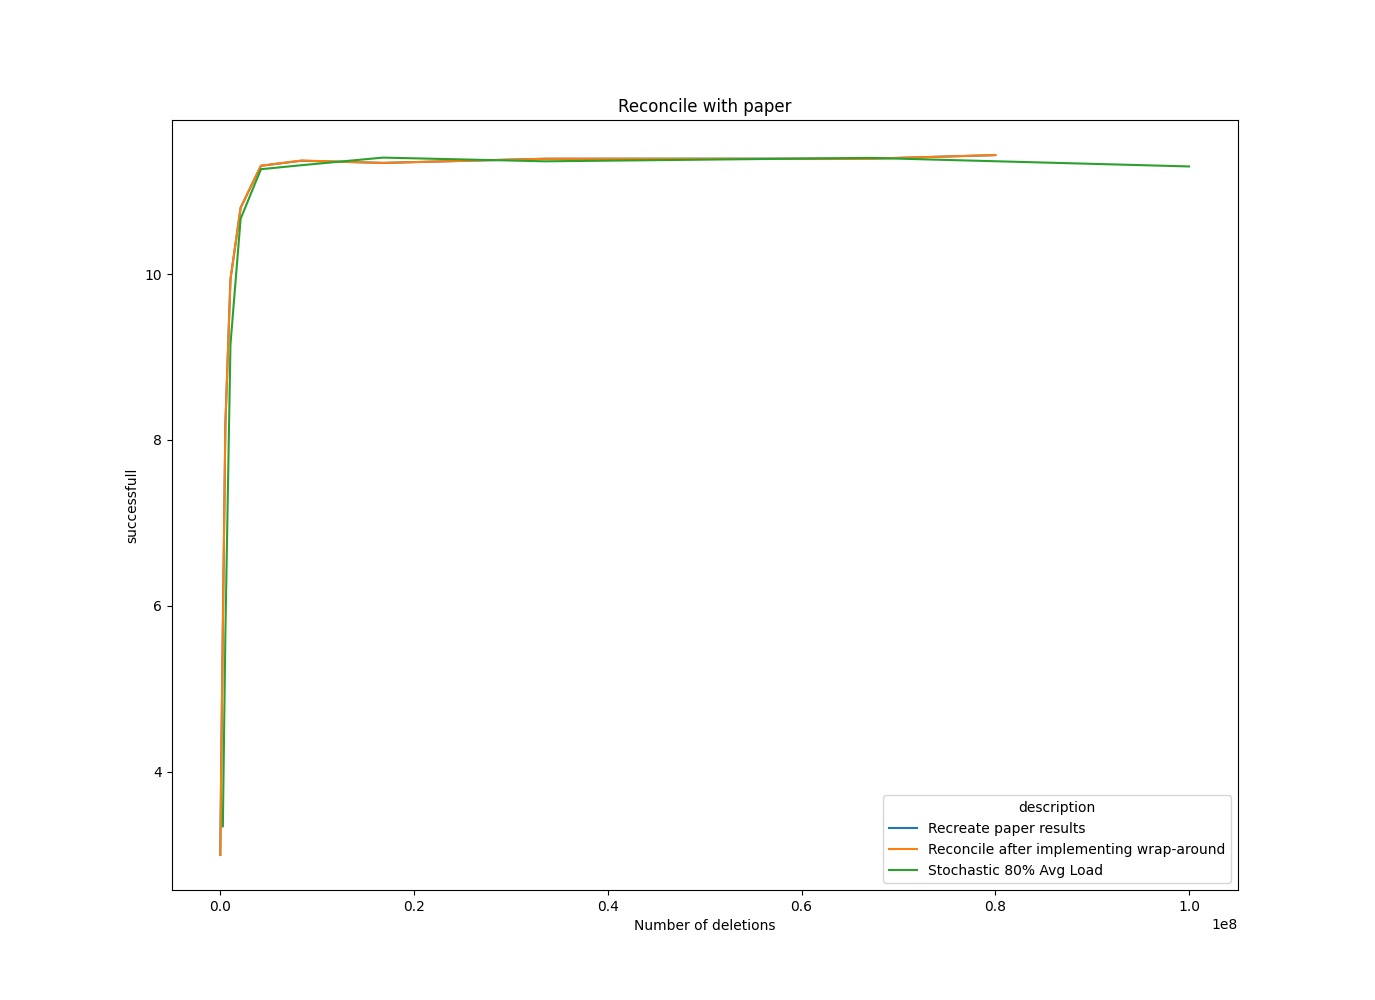 Reconcile with paper
successfull
10
8
6
4
0.0 0.2 0.4 0.6 0.8 1.0
1e8
Number of deletions
description
Recreate paper results
Reconcile after implementing wrap-around
Stochastic 80% Avg Load